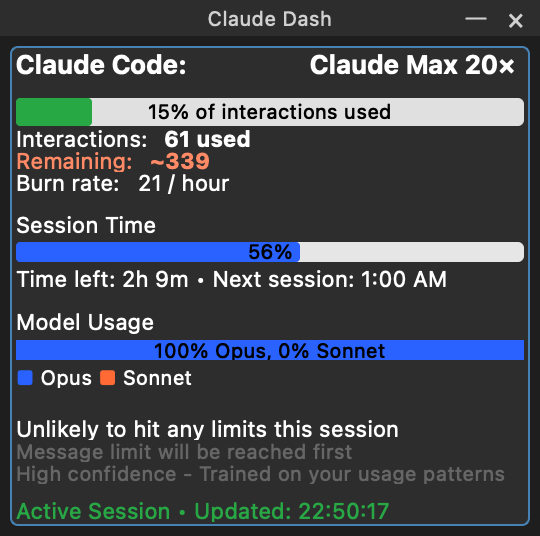 Claude Dash
Claude Code: Claude Max 20×
15% of interactions used
Interactions: 61 used
Remaining: ~339
Burn rate: 21 / hour
Session Time
56%
Time left: 2h 9m • Next session: 1:00 AM
Model Usage
100% Opus, 0% Sonnet
Opus Sonnet
Unlikely to hit any limits this session
Message limit will be reached first
High confidence - Trained on your usage patterns
Active Session • Updated: 22:50:17